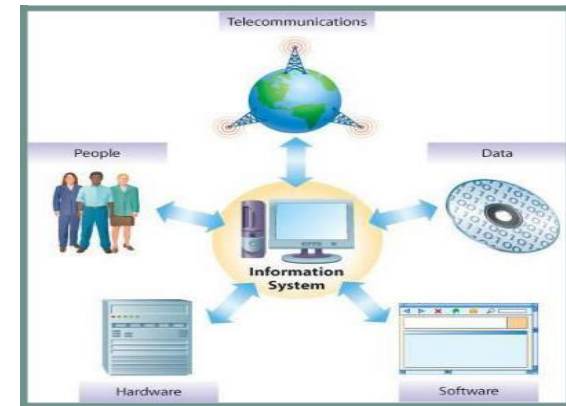 Telecommunications
People
Data
Information
System
Hardware
Software